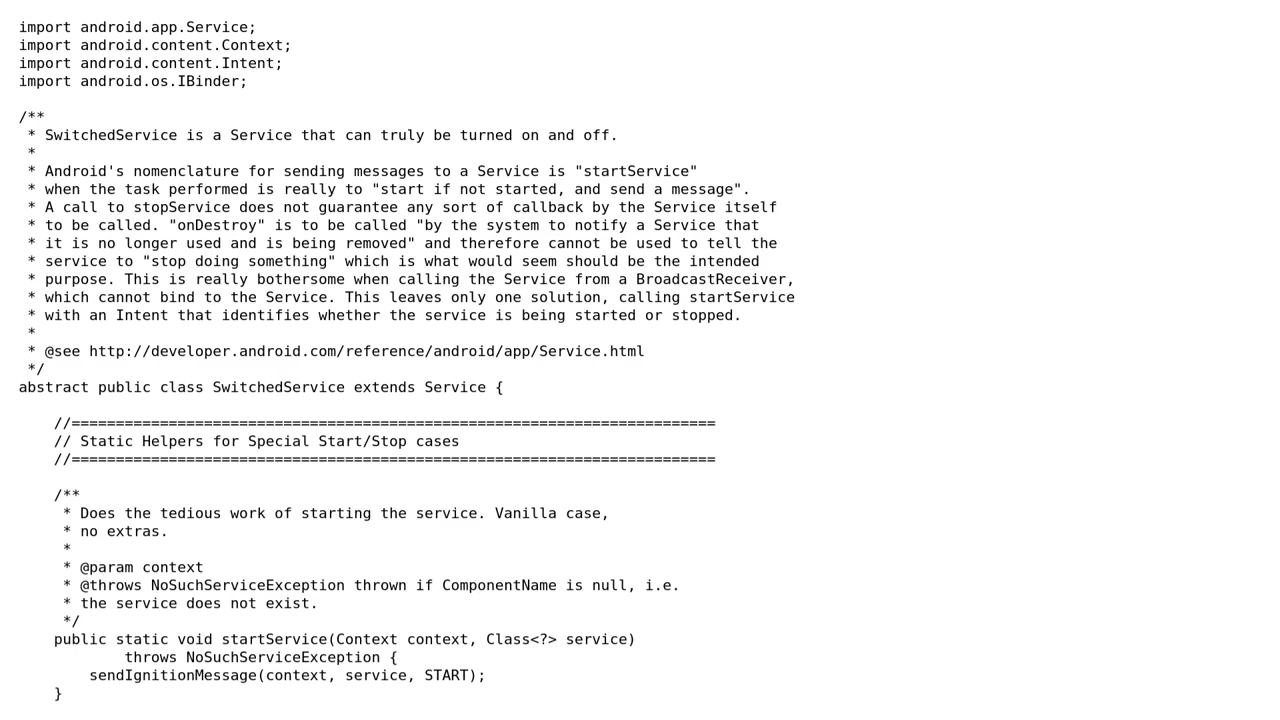 import android.app.Service;
import android.content.Context;
import android.content.Intent;
import android.os.IBinder;

/**
 * SwitchedService is a Service that can truly be turned on and off.
 *
 * Android's nomenclature for sending messages to a Service is "startService"
 * when the task performed is really to "start if not started, and send a message".
 * A call to stopService does not guarantee any sort of callback by the Service itself
 * to be called. "onDestroy" is to be called "by the system to notify a Service that
 * it is no longer used and is being removed" and therefore cannot be used to tell the
 * service to "stop doing something" which is what would seem should be the intended
 * purpose. This is really bothersome when calling the Service from a BroadcastReceiver,
 * which cannot bind to the Service. This leaves only one solution, calling startService
 * with an Intent that identifies whether the service is being started or stopped.
 *
 * @see http://developer.android.com/reference/android/app/Service.html
 */
abstract public class SwitchedService extends Service {

    //=========================================================================
    // Static Helpers for Special Start/Stop cases
    //=========================================================================

    /**
     * Does the tedious work of starting the service. Vanilla case,
     * no extras.
     *
     * @param context
     * @throws NoSuchServiceException thrown if ComponentName is null, i.e.
     * the service does not exist.
     */
    public static void startService(Context context, Class<?> service)
            throws NoSuchServiceException {
        sendIgnitionMessage(context, service, START);
    }